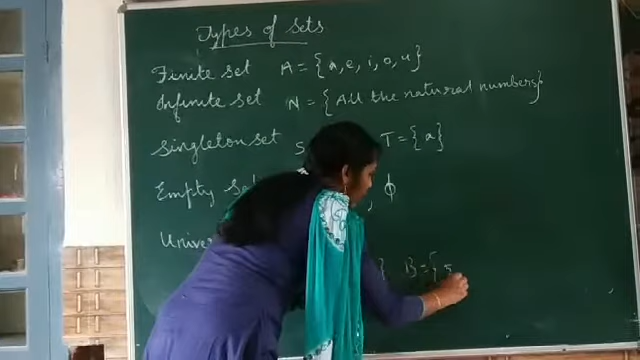 Types of Sets
Finite set A = {a, e, i, o, u}
Infinite set N = {All the natural numbers}
Singleton set S T = {a}
Empty set , ϕ
Univer } B = {5